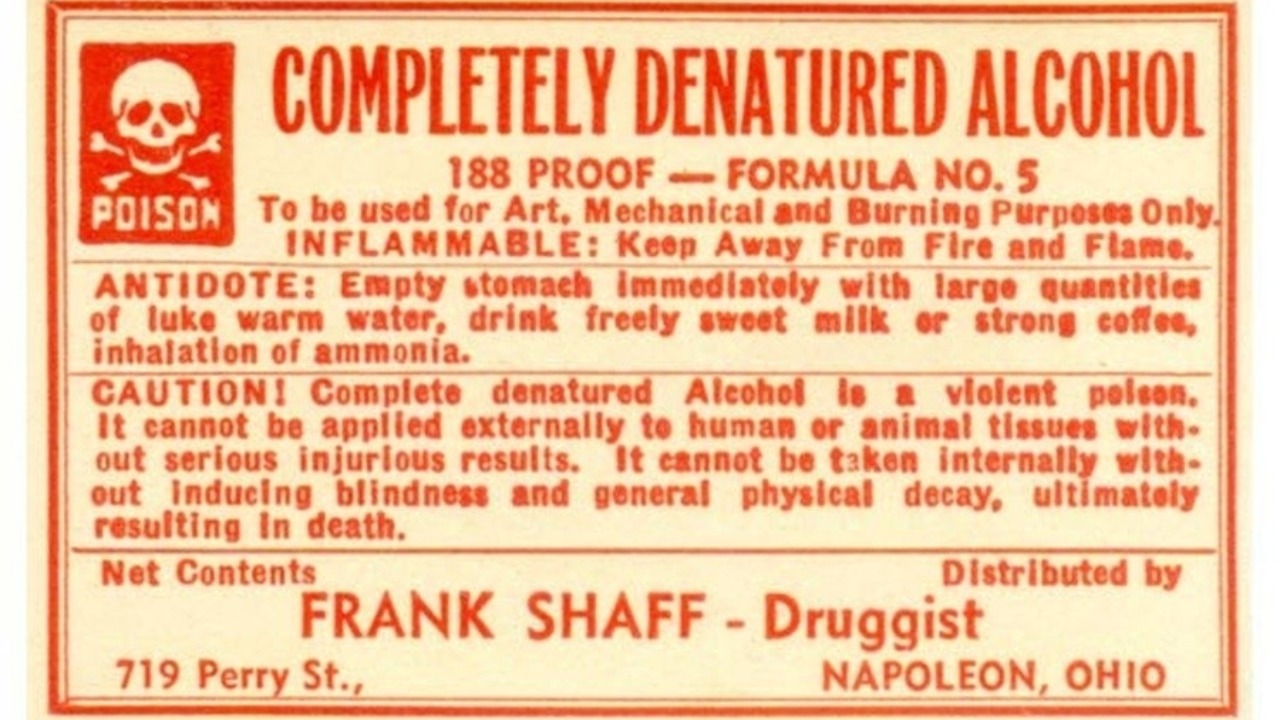 COMPLETELY DENATURED ALCOHOL
188 PROOF — FORMULA NO. 5
To be used for Art, Mechanical and Burning Purposes Only.
INFLAMMABLE: Keep Away From Fire and Flame.
POISON
ANTIDOTE: Empty stomach immediately with large quantities
of luke warm water, drink freely sweet milk or strong coffee,
inhalation of ammonia.
CAUTION! Complete denatured Alcohol is a violent poison.
It cannot be applied externally to human or animal tissues with-
out serious injurious results. It cannot be taken internally with-
out inducing blindness and general physical decay, ultimately
resulting in death.
Net Contents Distributed by
FRANK SHAFF - Druggist
719 Perry St., NAPOLEON, OHIO